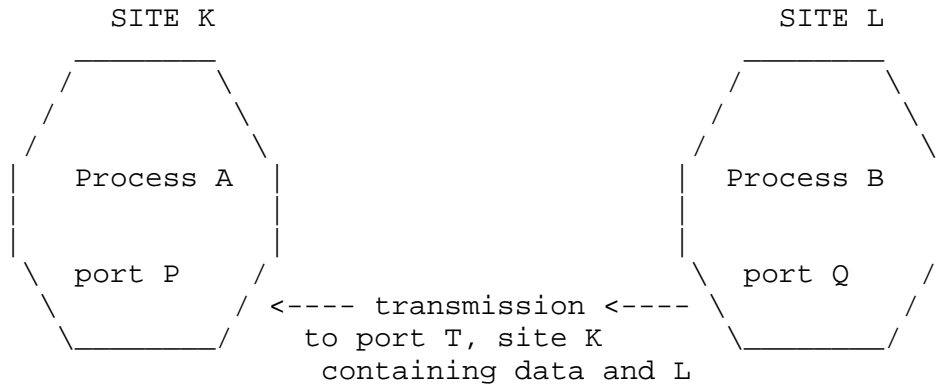 SITE K SITE L
Process A Process B
port P port Q
<---- transmission <----
to port T, site K
containing data and L